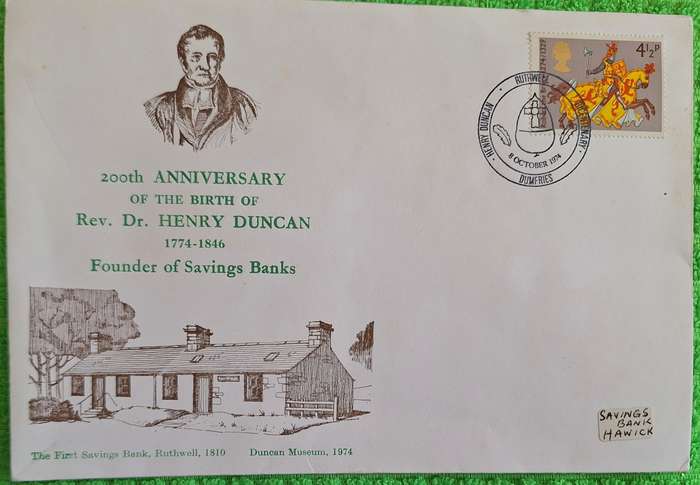 200th ANNIVERSARY
OF THE BIRTH OF
Rev. Dr. HENRY DUNCAN
1774-1846
Founder of Savings Banks
The First Savings Bank, Ruthwell, 1810 Duncan Museum, 1974
4½P
HENRY DUNCAN · RUTHWELL
8 OCTOBER 1974
DUMFRIES
SAVINGS
BANK
HAWICK